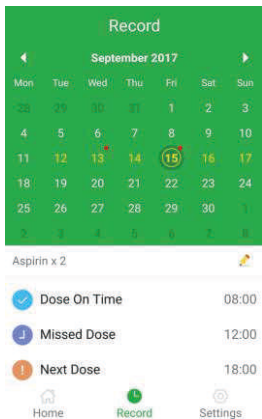 Record
September 2017
Mon Tue Wed Thu Fri Sat Sun
28 29 30 31 1 2 3
4 5 6 7 8 9 10
11 12 13 14 15 16 17
18 19 20 21 22 23 24
25 26 27 28 29 30 1
2 3 4 5 6 7 8
Aspirin x 2
Dose On Time 08:00
Missed Dose 12:00
Next Dose 18:00
Home Record Settings